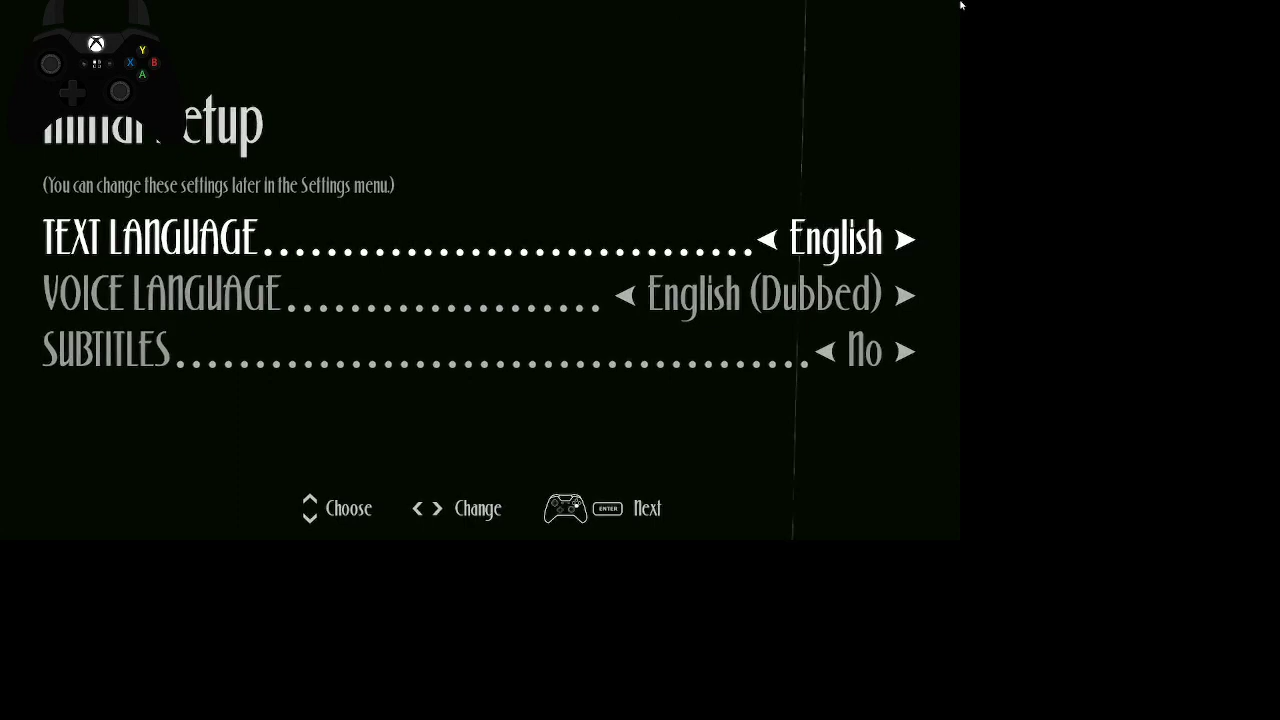 Y
X B
A
etup
(You can change these settings later in the Settings menu.)
TEXT LANGUAGE................................ English
VOICE LANGUAGE.................... English (Dubbed)
SUBTITLES........................................ No
Choose Change ENTER Next